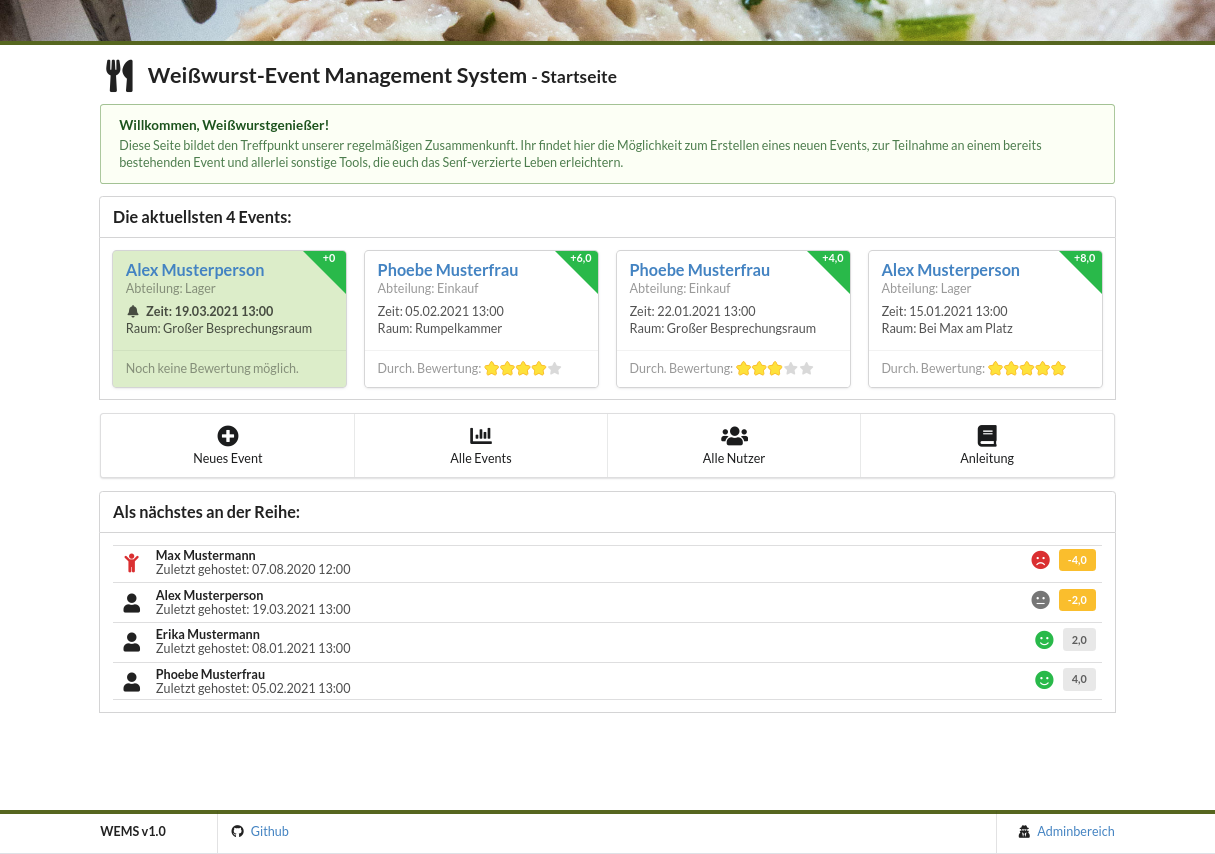 Weißwurst-Event Management System - Startseite
Willkommen, Weißwurstgenießer!
Diese Seite bildet den Treffpunkt unserer regelmäßigen Zusammenkunft. Ihr findet hier die Möglichkeit zum Erstellen eines neuen Events, zur Teilnahme an einem bereits
bestehenden Event und allerlei sonstige Tools, die euch das Senf-verzierte Leben erleichtern.
Die aktuellsten 4 Events:
+0
Alex Musterperson
Abteilung: Lager
Zeit: 19.03.2021 13:00
Raum: Großer Besprechungsraum
Noch keine Bewertung möglich.
+6,0
Phoebe Musterfrau
Abteilung: Einkauf
Zeit: 05.02.2021 13:00
Raum: Rumpelkammer
Durch. Bewertung:
+4,0
Phoebe Musterfrau
Abteilung: Einkauf
Zeit: 22.01.2021 13:00
Raum: Großer Besprechungsraum
Durch. Bewertung:
+8,0
Alex Musterperson
Abteilung: Lager
Zeit: 15.01.2021 13:00
Raum: Bei Max am Platz
Durch. Bewertung:
Neues Event
Alle Events
Alle Nutzer
Anleitung
Als nächstes an der Reihe:
Max Mustermann
Zuletzt gehostet: 07.08.2020 12:00
-4,0
Alex Musterperson
Zuletzt gehostet: 19.03.2021 13:00
-2,0
Erika Mustermann
Zuletzt gehostet: 08.01.2021 13:00
2,0
Phoebe Musterfrau
Zuletzt gehostet: 05.02.2021 13:00
4,0
WEMS v1.0
Github
Adminbereich